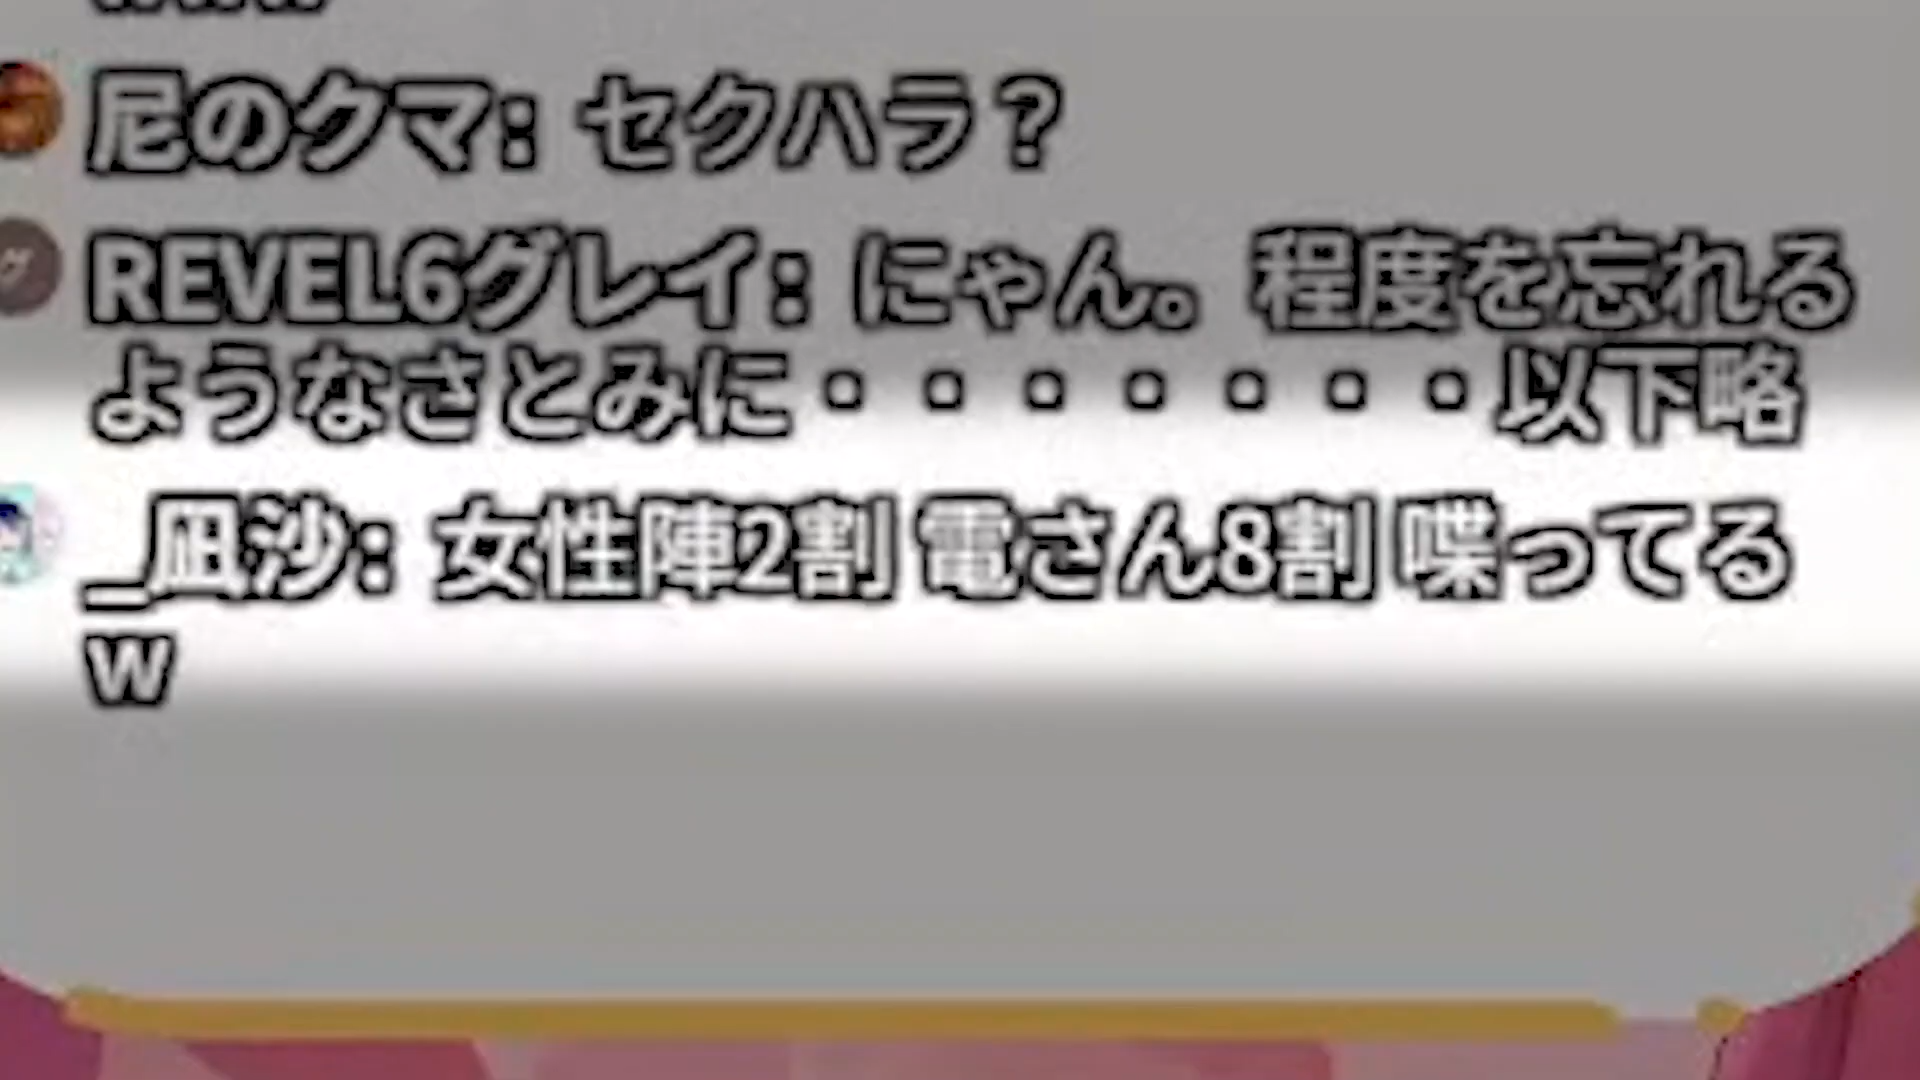 尼のクマ: セクハラ？
REVEL6グレイ: にゃん。程度を忘れる
ようなさとみに・・・・・・・以下略
_凪沙: 女性陣2割 電さん8割 喋ってる
w